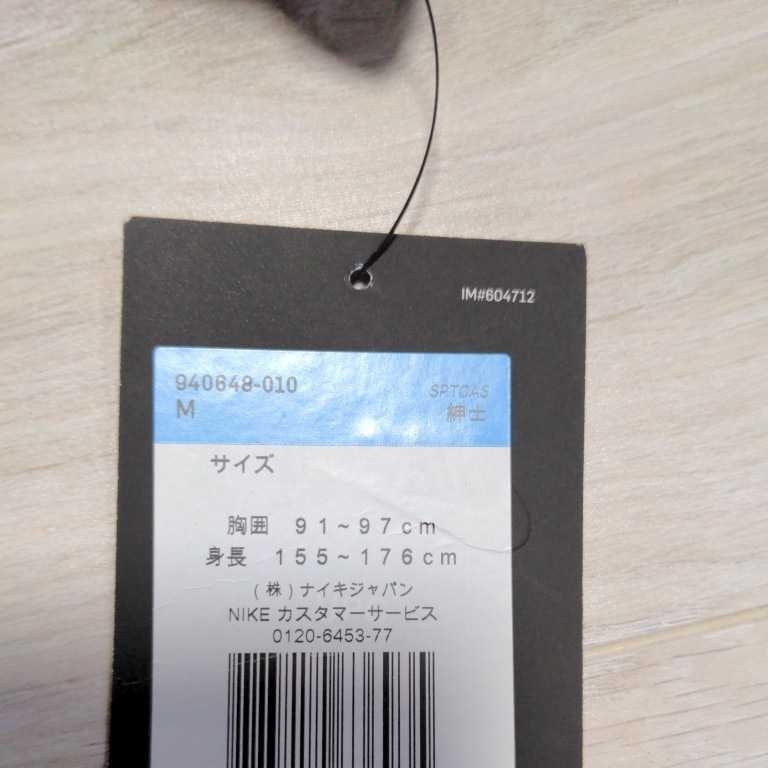 IM#604712
940648-010
SPTCAS
M
紳士
サイズ
胸囲 91~97cm
身長 155~176cm
(株)ナイキジャパン
NIKE カスタマーサービス
0120-6453-77